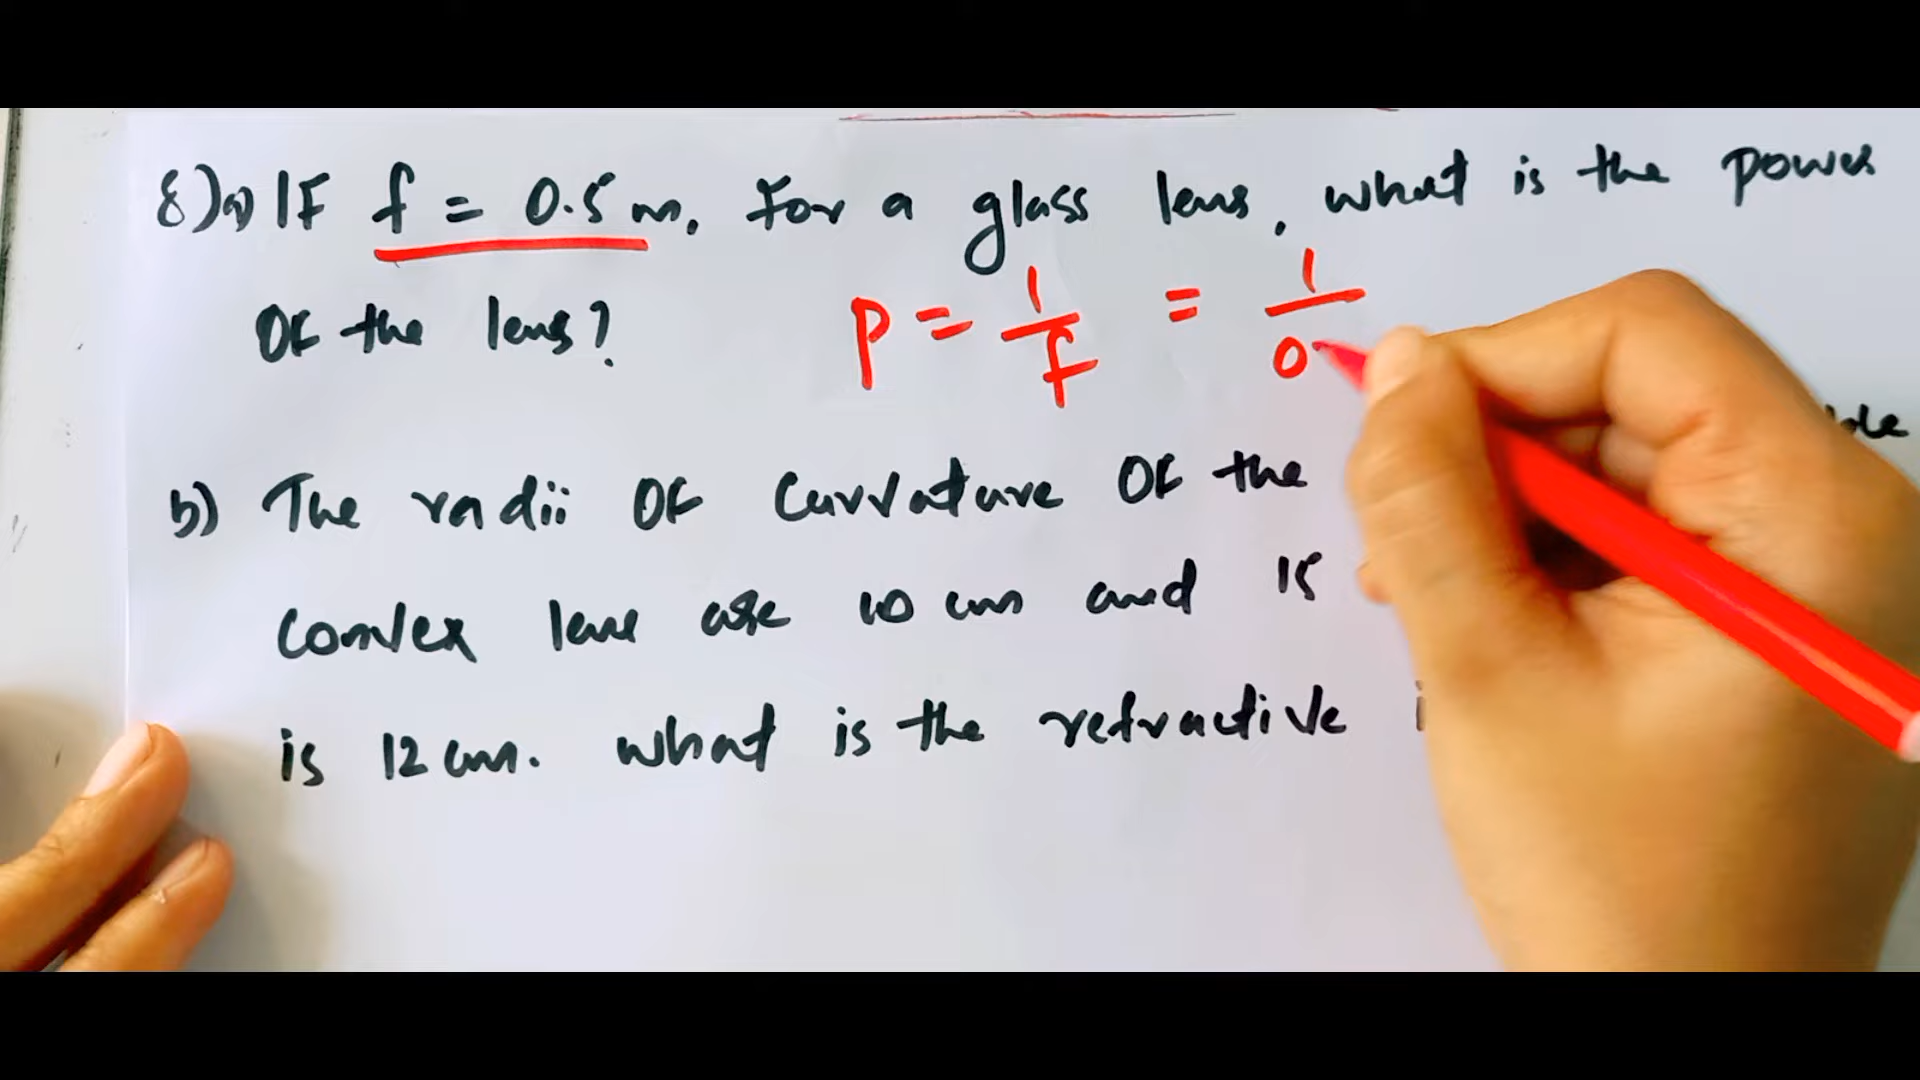 8)a) IF f = 0.5 m. For a glass lens, what is the power
OF the lens?
P = 1/f = 1/0
b) The radii OF Curvature OF the
convex lens are 10 cm and 15
is 12 cm. what is the refractive